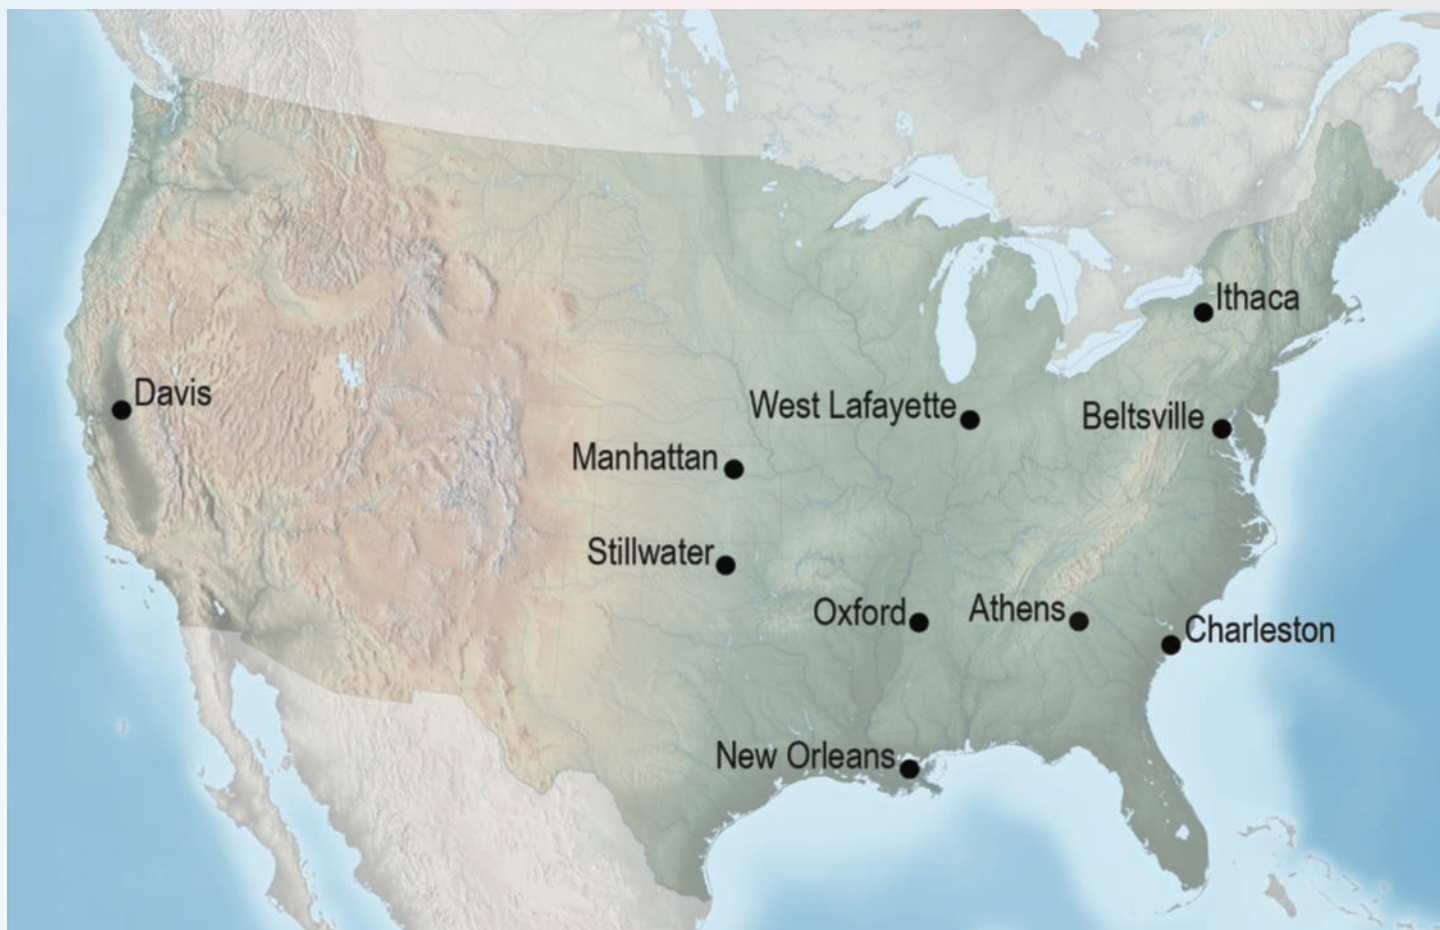 Ithaca
Davis
West Lafayette
Beltsville
Manhattan
Stillwater
Oxford
Athens
Charleston
New Orleans